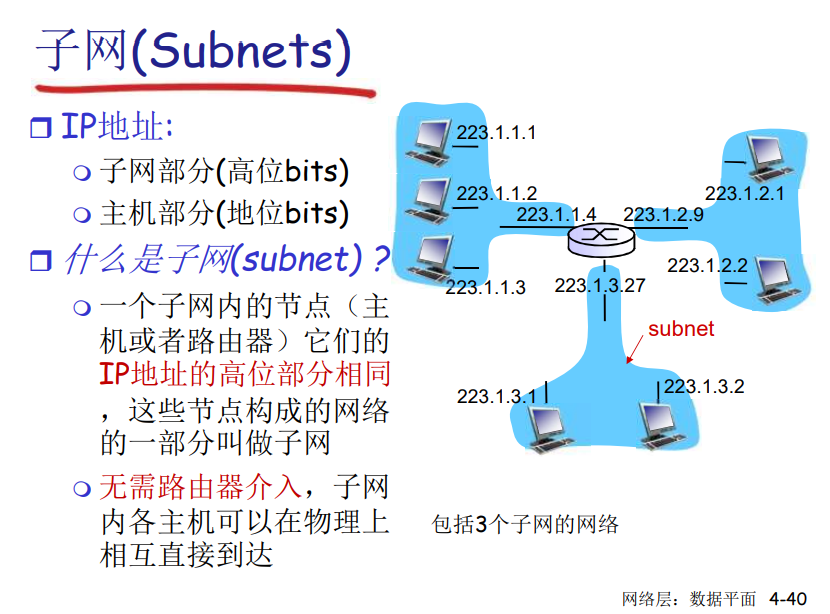 子网(Subnets)
IP地址:
子网部分(高位bits)
主机部分(地位bits)
什么是子网(subnet)？
一个子网内的节点（主
机或者路由器）它们的
IP地址的高位部分相同
，这些节点构成的网络
的一部分叫做子网
无需路由器介入，子网
内各主机可以在物理上
相互直接到达
223.1.1.1
223.1.1.2
223.1.1.4
223.1.2.9
223.1.2.1
223.1.2.2
223.1.1.3
223.1.3.27
subnet
223.1.3.1
223.1.3.2
包括3个子网的网络
网络层：数据平面 4-40